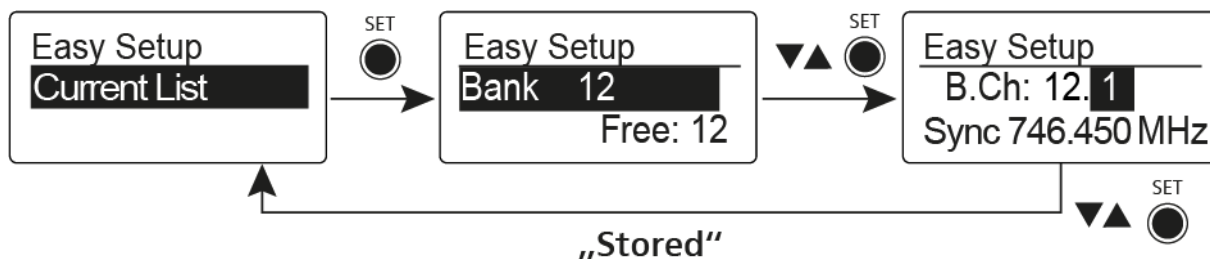 Easy Setup
Current List
SET
Easy Setup
Bank 12
Free: 12
SET
Easy Setup
B.Ch: 12. 1
Sync 746.450 MHz
SET
„Stored“